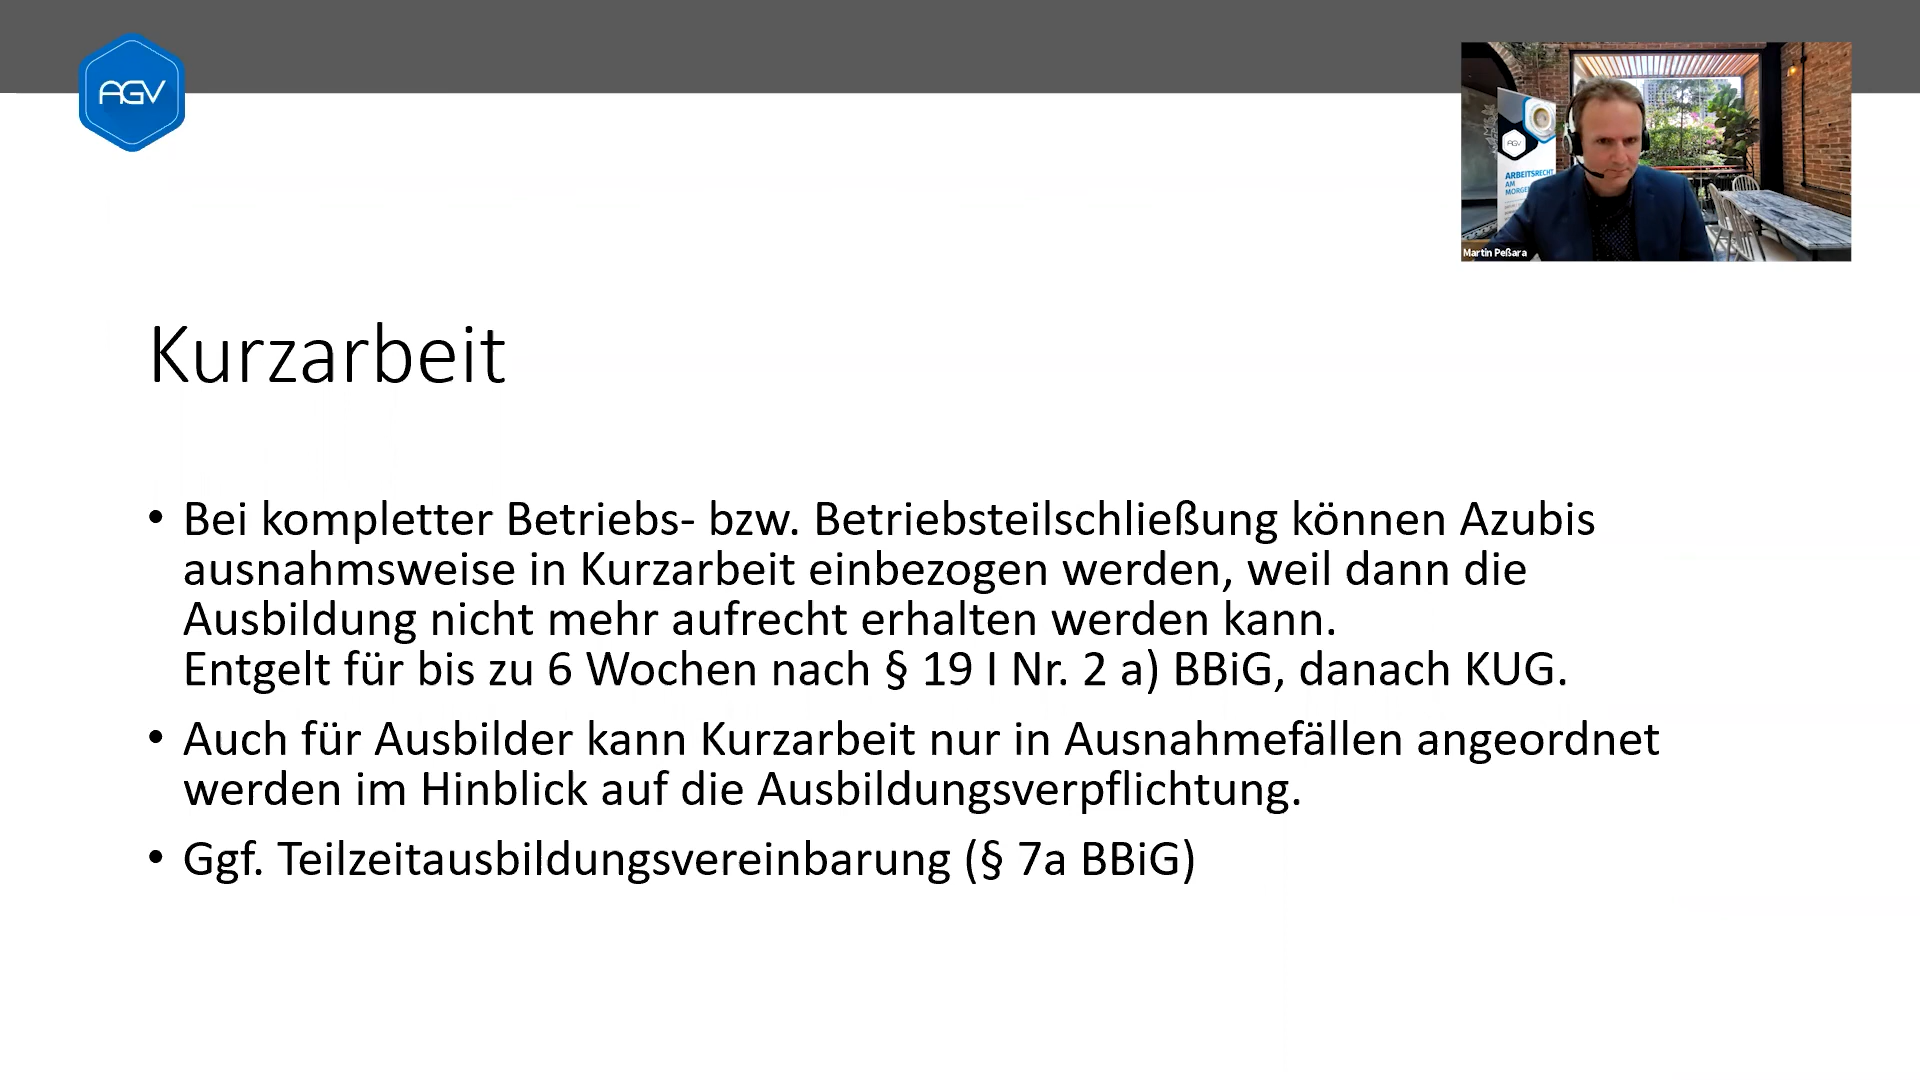 AGV
AGV
ARBEITSRECHT
AM
Martin Peßara
Kurzarbeit
• Bei kompletter Betriebs- bzw. Betriebsteilschließung können Azubis
ausnahmsweise in Kurzarbeit einbezogen werden, weil dann die
Ausbildung nicht mehr aufrecht erhalten werden kann.
Entgelt für bis zu 6 Wochen nach § 19 I Nr. 2 a) BBiG, danach KUG.
• Auch für Ausbilder kann Kurzarbeit nur in Ausnahmefällen angeordnet
werden im Hinblick auf die Ausbildungsverpflichtung.
• Ggf. Teilzeitausbildungsvereinbarung (§ 7a BBiG)